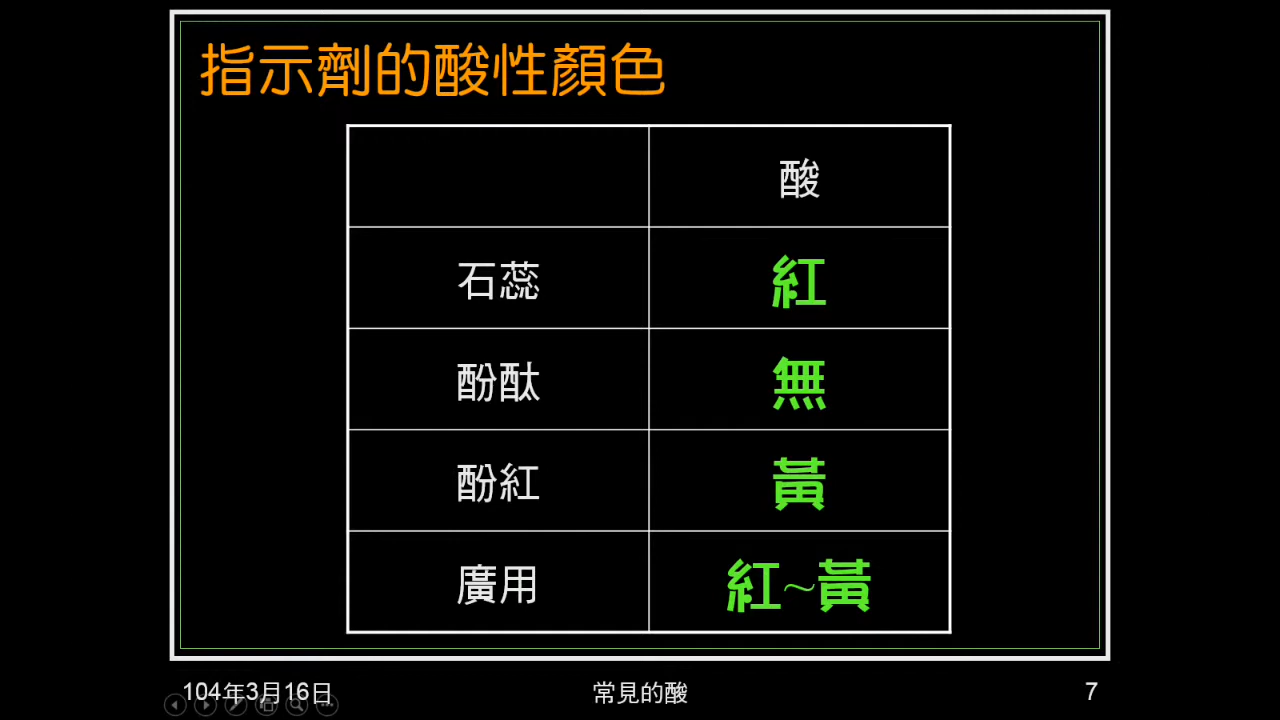 指示劑的酸性顏色
酸
石蕊 紅
酚酞 無
酚紅 黃
廣用 紅~黃
104年3月16日 常見的酸 7